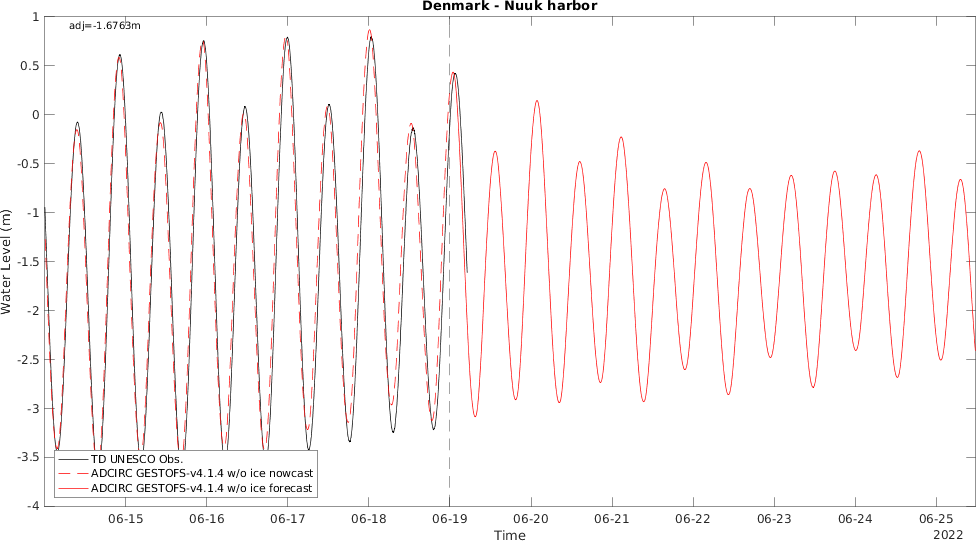 Denmark - Nuuk harbor
adj=-1.6763m
1
0.5
0
-0.5
-1
-1.5
-2
-2.5
-3
-3.5
-4
Water Level (m)
TD UNESCO Obs.
ADCIRC GESTOFS-v4.1.4 w/o ice nowcast
ADCIRC GESTOFS-v4.1.4 w/o ice forecast
06-15 06-16 06-17 06-18 06-19 06-20 06-21 06-22 06-23 06-24 06-25
Time
2022